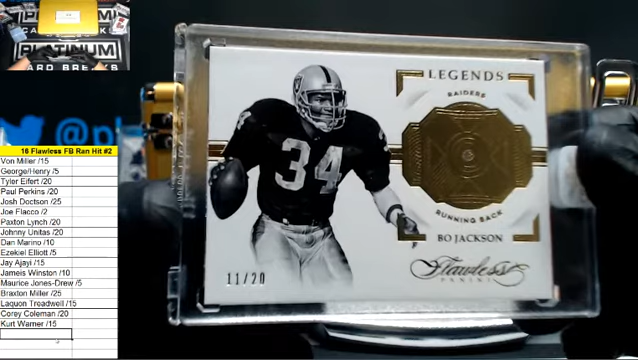 PLATINUM
PLATINUM
CARD BREAKS
@pl
16 Flawless FB Ran Hit #2
Von Miller /15
George/Henry /5
Tyler Eifert /20
Paul Perkins /20
Josh Doctson /25
Joe Flacco /2
Paxton Lynch /20
Johnny Unitas /20
Dan Marino /10
Ezekiel Elliott /5
Jay Ajayi /15
Jameis Winston /10
Maurice Jones-Drew /5
Braxton Miller /25
Laquon Treadwell /15
Corey Coleman /20
Kurt Warner /15
LEGENDS
RAIDERS
34
RUNNING BACK
BO JACKSON
11/20
Flawless
PANINI